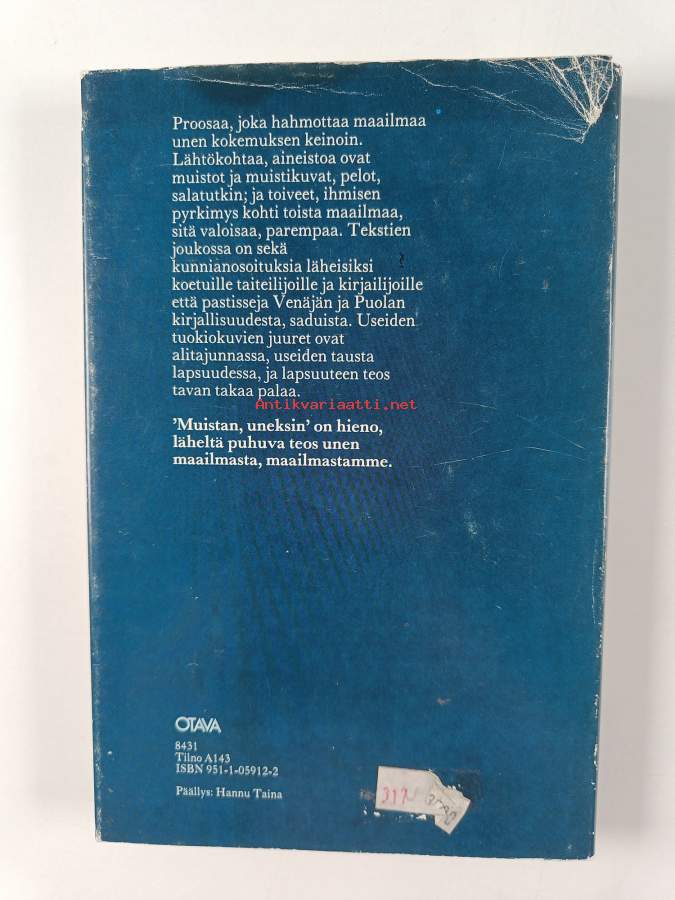 Proosaa, joka hahmottaa maailmaa
unen kokemuksen keinoin.
Lähtökohtaa, aineistoa ovat
muistot ja muistikuvat, pelot,
salatutkin; ja toiveet, ihmisen
pyrkimys kohti toista maailmaa,
sitä valoisaa, parempaa. Tekstien
joukossa on sekä
kunnianosoituksia läheisiksi
koetuille taiteilijoille ja kirjailijoille
että pastisseja Venäjän ja Puolan
kirjallisuudesta, saduista. Useiden
tuokiokuvien juuret ovat
alitajunnassa, useiden tausta
lapsuudessa, ja lapsuuteen teos
tavan takaa palaa.
Antikvariaatti.net
’Muistan, uneksin’ on hieno,
läheltä puhuva teos unen
maailmasta, maailmastamme.
OTAVA
8431
Tilno A143
ISBN 951-1-05912-2
Päällys: Hannu Taina